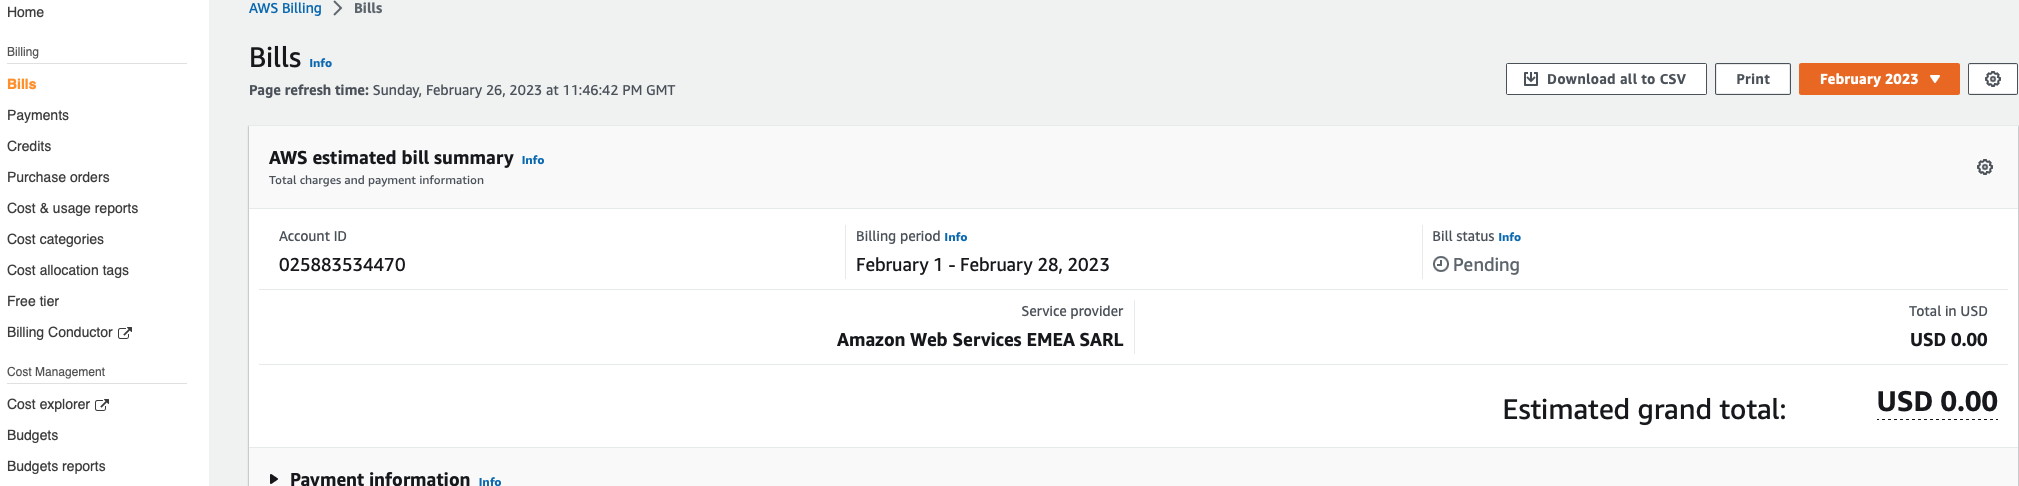 Home
Billing
Bills
Payments
Credits
Purchase orders
Cost & usage reports
Cost categories
Cost allocation tags
Free tier
Billing Conductor
Cost Management
Cost explorer
Budgets
Budgets reports
AWS Billing > Bills
Bills Info
Page refresh time: Sunday, February 26, 2023 at 11:46:42 PM GMT
Download all to CSV
Print
February 2023
AWS estimated bill summary Info
Total charges and payment information
Account ID
025883534470
Billing period Info
February 1 - February 28, 2023
Bill status Info
Pending
Service provider
Amazon Web Services EMEA SARL
Total in USD
USD 0.00
Estimated grand total: USD 0.00
Payment information Info